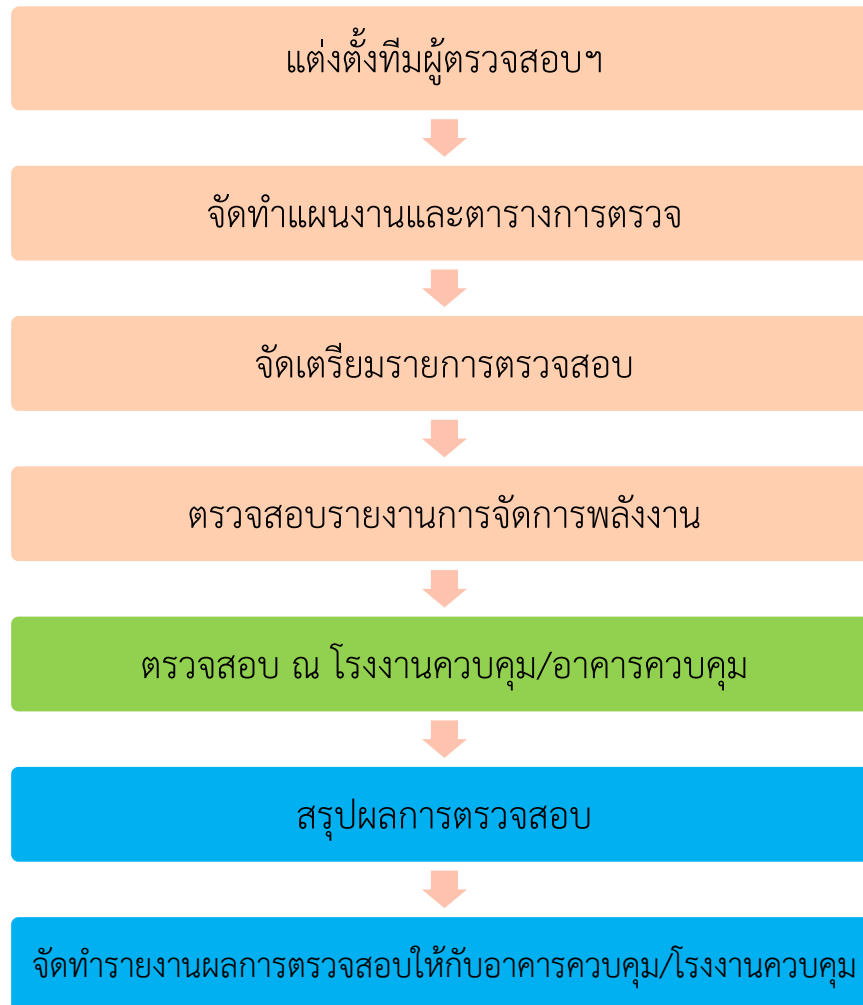 แต่งตั้งทีมผู้ตรวจสอบฯ
จัดทำแผนงานและตารางการตรวจ
จัดเตรียมรายการตรวจสอบ
ตรวจสอบรายงานการจัดการพลังงาน
ตรวจสอบ ณ โรงงานควบคุม/อาคารควบคุม
สรุปผลการตรวจสอบ
จัดทำรายงานผลการตรวจสอบให้กับอาคารควบคุม/โรงงานควบคุม